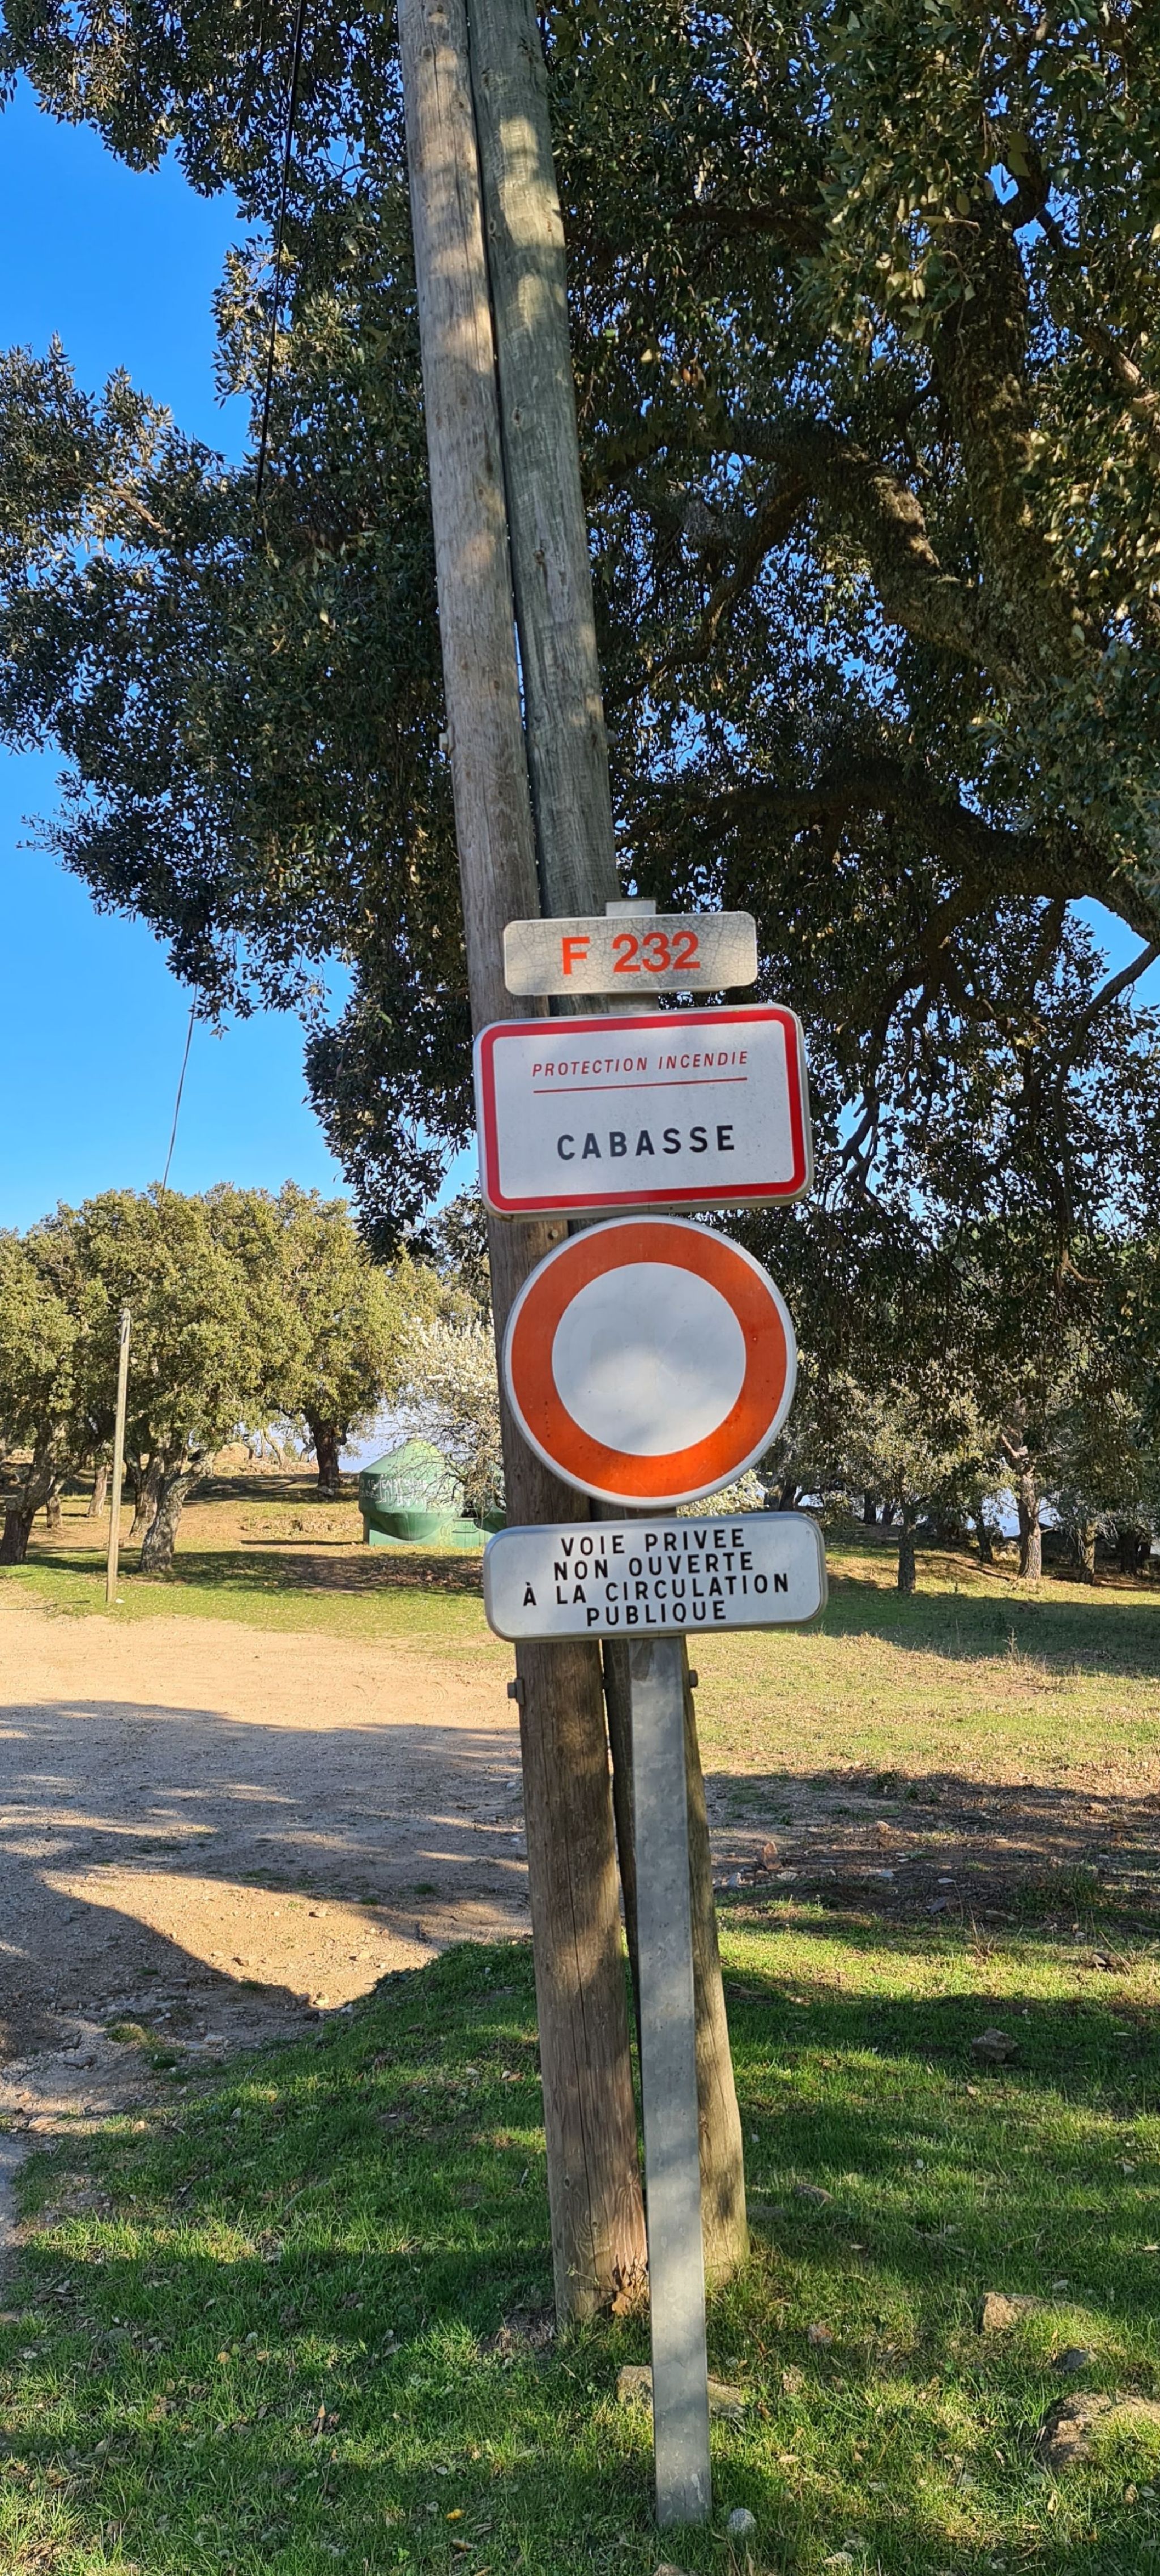 F 232
PROTECTION INCENDIE
CABASSE
VOIE PRIVEE
NON OUVERTE
À LA CIRCULATION
PUBLIQUE